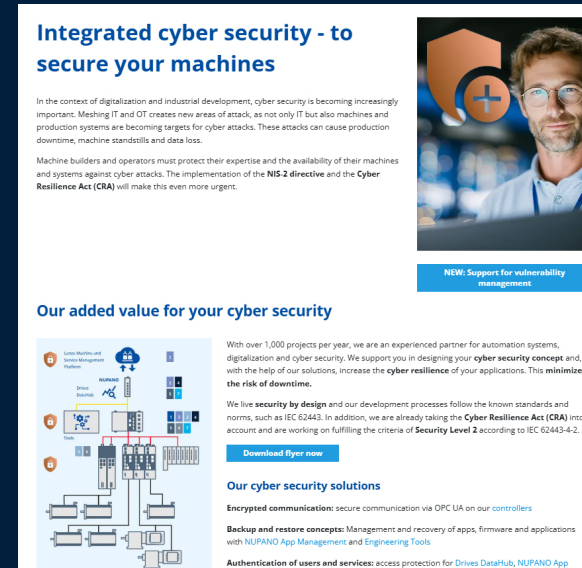 Integrated cyber security - to
secure your machines
In the context of digitalization and industrial development, cyber security is becoming increasingly
important. Meshing IT and OT creates new areas of attack, as not only IT but also machines and
production systems are becoming targets for cyber attacks. These attacks can cause production
downtime, machine standstills and data loss.
Machine builders and operators must protect their expertise and the availability of their machines
and systems against cyber attacks. The implementation of the NIS-2 directive and the Cyber
Resilience Act (CRA) will make this even more urgent.
NEW: Support for vulnerability
management
Our added value for your cyber security
Lenze Machine and
Service Management
Platform
NUPANO
Drives
DataHub
Tools
With over 1,000 projects per year, we are an experienced partner for automation systems,
digitalization and cyber security. We support you in designing your cyber security concept and,
with the help of our solutions, increase the cyber resilience of your applications. This minimize
the risk of downtime.
We live security by design and our development processes follow the known standards and
norms, such as IEC 62443. In addition, we are already taking the Cyber Resilience Act (CRA) into
account and are working on fulfilling the criteria of Security Level 2 according to IEC 62443-4-2.
Download flyer now
Our cyber security solutions
Encrypted communication: secure communication via OPC UA on our controllers
Backup and restore concepts: Management and recovery of apps, firmware and applications
with NUPANO App Management and Engineering Tools
Authentication of users and services: access protection for Drives DataHub, NUPANO App